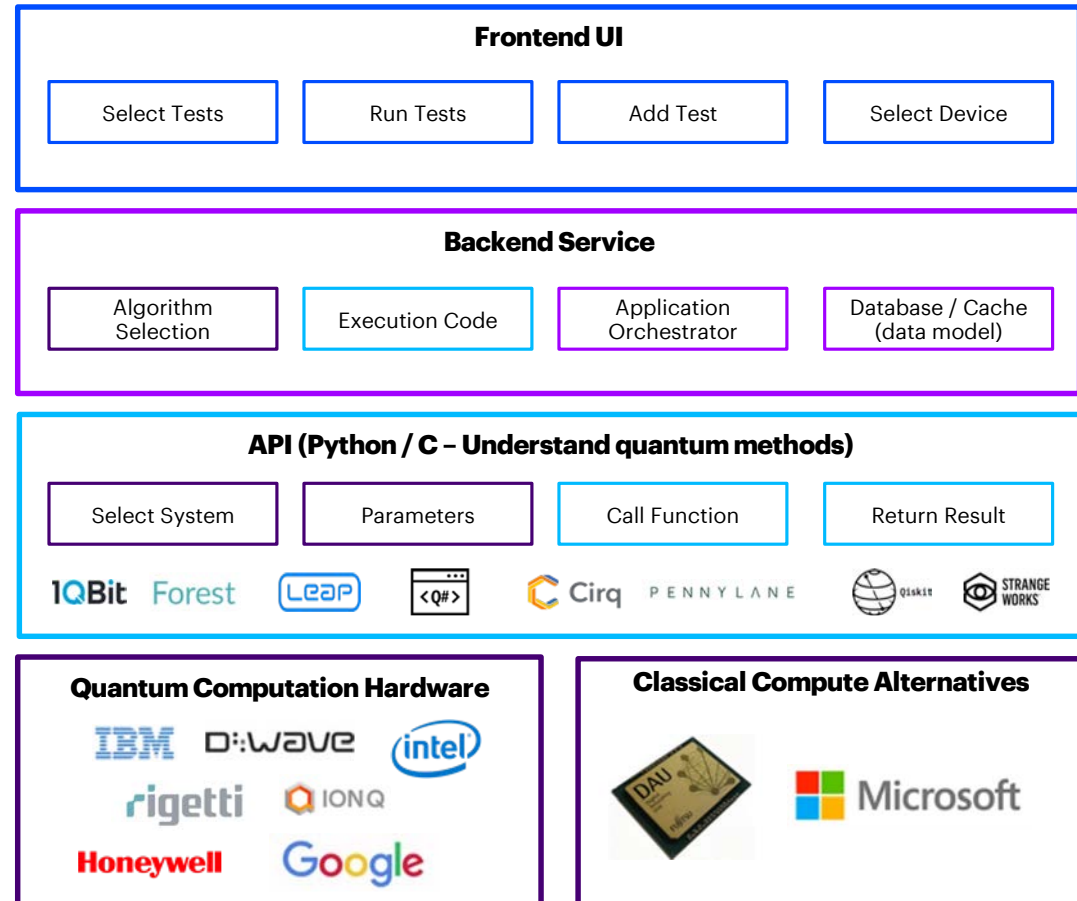 Frontend UI
Select Tests
Run Tests
Add Test
Select Device
Backend Service
Algorithm
Selection
Execution Code
Application
Orchestrator
Database / Cache
(data model)
API (Python / C – Understand quantum methods)
Select System
Parameters
Call Function
Return Result
1QBit
Forest
Leap
<Q#>
Cirq
PENNYLANE
Qiskit
STRANGE
WORKS
Quantum Computation Hardware
IBM
D:Wave
intel
rigetti
IONQ
Honeywell
Google
Classical Compute Alternatives
DAU
FUJITSU
Microsoft